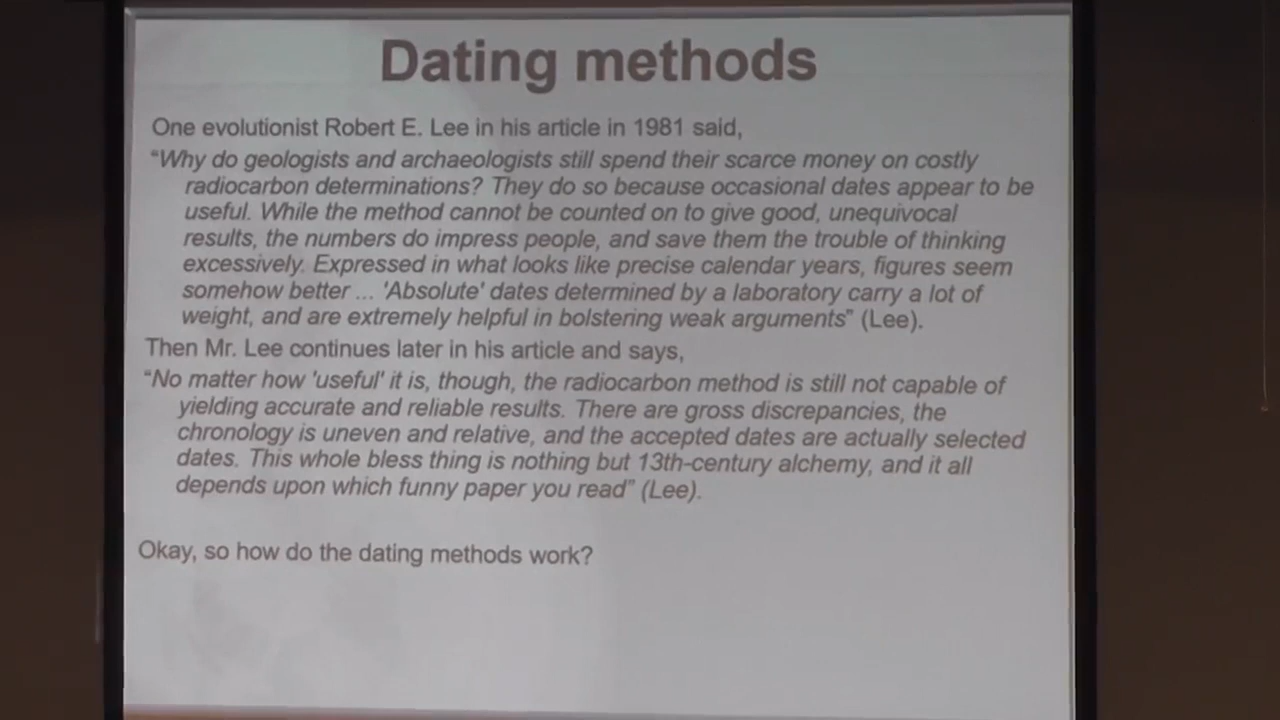 Dating methods
One evolutionist Robert E. Lee in his article in 1981 said,
“Why do geologists and archaeologists still spend their scarce money on costly
radiocarbon determinations? They do so because occasional dates appear to be
useful. While the method cannot be counted on to give good, unequivocal
results, the numbers do impress people, and save them the trouble of thinking
excessively. Expressed in what looks like precise calendar years, figures seem
somehow better ... 'Absolute' dates determined by a laboratory carry a lot of
weight, and are extremely helpful in bolstering weak arguments” (Lee).
Then Mr. Lee continues later in his article and says,
“No matter how 'useful' it is, though, the radiocarbon method is still not capable of
yielding accurate and reliable results. There are gross discrepancies, the
chronology is uneven and relative, and the accepted dates are actually selected
dates. This whole bless thing is nothing but 13th-century alchemy, and it all
depends upon which funny paper you read” (Lee).
Okay, so how do the dating methods work?